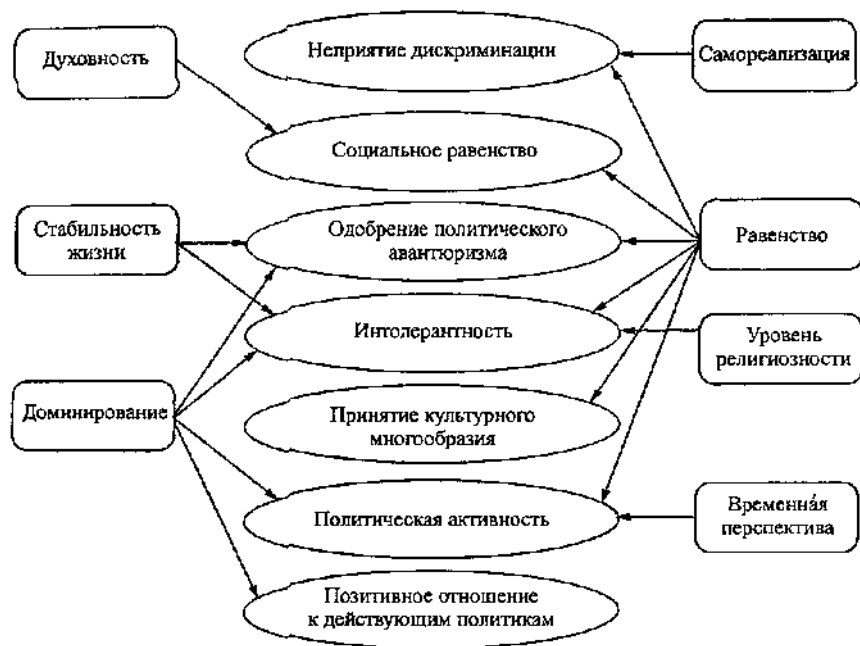 Неприятие дискриминации
Духовность
Самореализация
Социальное равенство
Стабильность
жизни
Одобрение политического
авантюризма
Равенство
Интолерантность
Уровень
религиозности
Доминирование
Принятие культурного
многообразия
Политическая активность
Временна́я
перспектива
Позитивное отношение
к действующим политикам